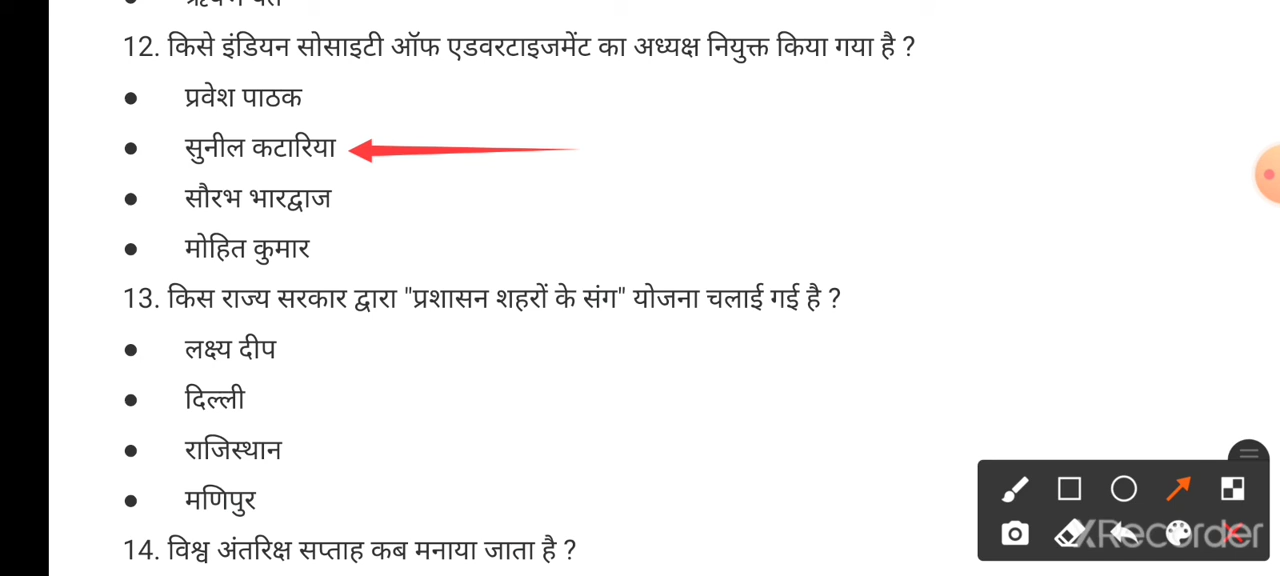 12. किसे इंडियन सोसाइटी ऑफ एडवरटाइजमेंट का अध्यक्ष नियुक्त किया गया है ?
● प्रवेश पाठक
● सुनील कटारिया
● सौरभ भारद्वाज
● मोहित कुमार
13. किस राज्य सरकार द्वारा "प्रशासन शहरों के संग" योजना चलाई गई है ?
● लक्ष्य दीप
● दिल्ली
● राजिस्थान
● मणिपुर
14. विश्व अंतरिक्ष सप्ताह कब मनाया जाता है ?
XRecorder